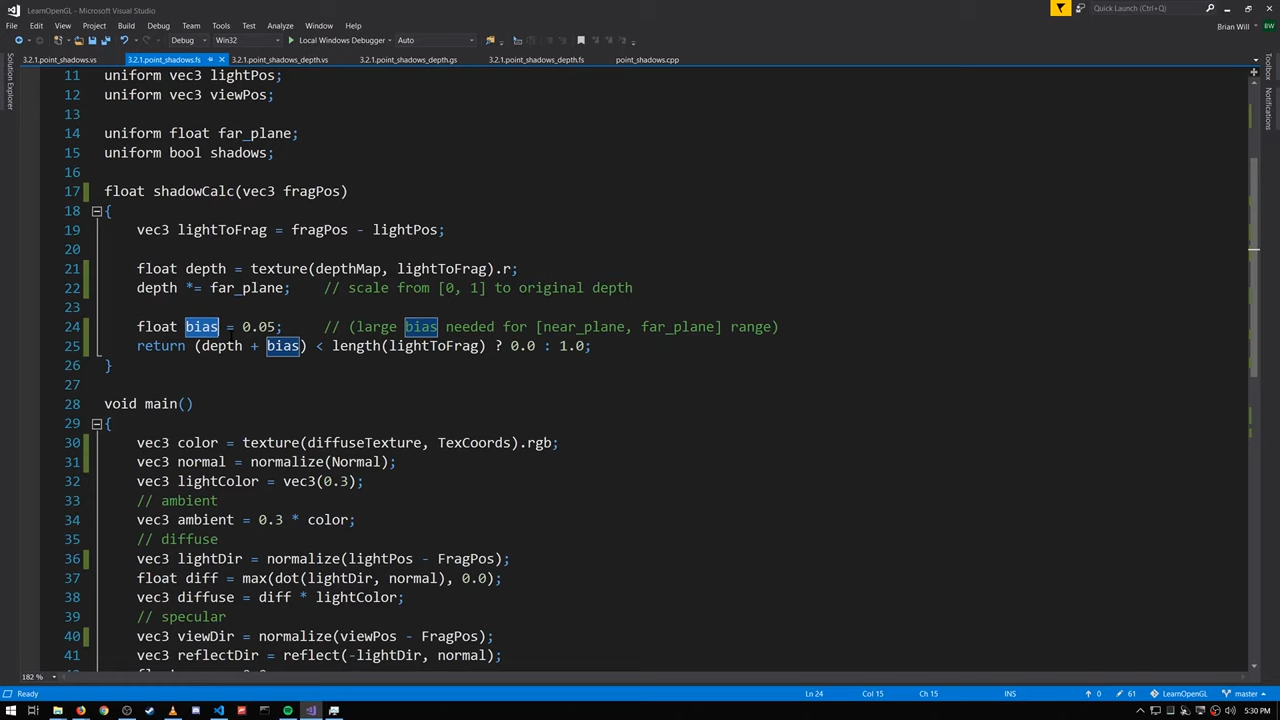 LearnOpenGL - Microsoft Visual Studio
Quick Launch (Ctrl+Q)
File Edit View Project Build Debug Team Tools Test Analyze Window Help
Brian Will BW
Debug Win32 Local Windows Debugger Auto
3.2.1.point_shadows.vs 3.2.1.point_shadows.fs 3.2.1.point_shadows_depth.vs 3.2.1.point_shadows_depth.gs 3.2.1.point_shadows_depth.fs point_shadows.cpp
Solution Explorer
Toolbox
Notifications
11 uniform vec3 lightPos;
12 uniform vec3 viewPos;
13
14 uniform float far_plane;
15 uniform bool shadows;
16
17 float shadowCalc(vec3 fragPos)
18 {
19 vec3 lightToFrag = fragPos - lightPos;
20
21 float depth = texture(depthMap, lightToFrag).r;
22 depth *= far_plane; // scale from [0, 1] to original depth
23
24 float bias = 0.05; // (large bias needed for [near_plane, far_plane] range)
25 return (depth + bias) < length(lightToFrag) ? 0.0 : 1.0;
26 }
27
28 void main()
29 {
30 vec3 color = texture(diffuseTexture, TexCoords).rgb;
31 vec3 normal = normalize(Normal);
32 vec3 lightColor = vec3(0.3);
33 // ambient
34 vec3 ambient = 0.3 * color;
35 // diffuse
36 vec3 lightDir = normalize(lightPos - FragPos);
37 float diff = max(dot(lightDir, normal), 0.0);
38 vec3 diffuse = diff * lightColor;
39 // specular
40 vec3 viewDir = normalize(viewPos - FragPos);
41 vec3 reflectDir = reflect(-lightDir, normal);
182 %
Ready Ln 24 Col 15 Ch 15 INS 0 61 LearnOpenGL master
5:30 PM